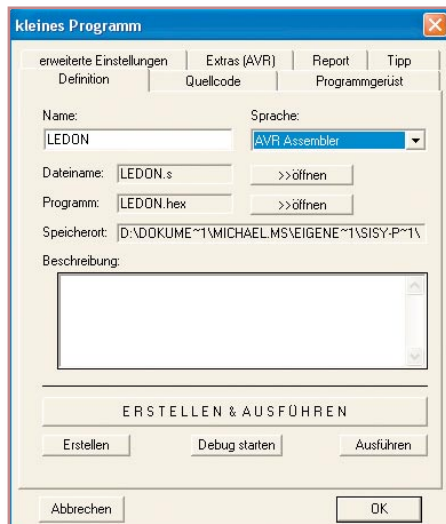 kleines Programm
erweiterte Einstellungen Extras (AVR) Report Tipp
Definition Quellcode Programmgerüst
Name: Sprache:
LEDON AVR Assembler
Dateiname: LEDON.s >>öffnen
Programm: LEDON.hex >>öffnen
Speicherort: D:\DOKUME~1\MICHAEL.MS\EIGENE~1\SISY-P~1\
Beschreibung:
ERSTELLEN & AUSFÜHREN
Erstellen Debug starten Ausführen
Abbrechen OK